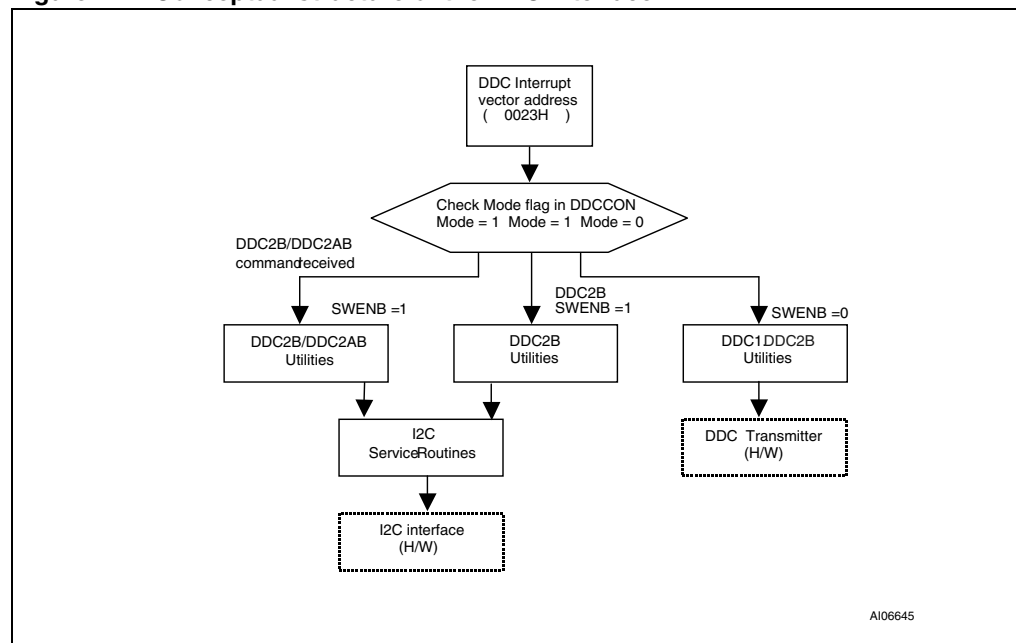 DDC Interrupt
vector address
( 0023H )
Check Mode flag in DDCCON
Mode = 1 Mode = 1 Mode = 0
DDC2B/DDC2AB
commandreceived
SWENB =1
DDC2B
SWENB =1
SWENB =0
DDC2B/DDC2AB
Utilities
DDC2B
Utilities
DDC1.DDC2B
Utilities
I2C
ServiceRoutines
DDC Transmitter
(H/W)
I2C interface
(H/W)
AI06645